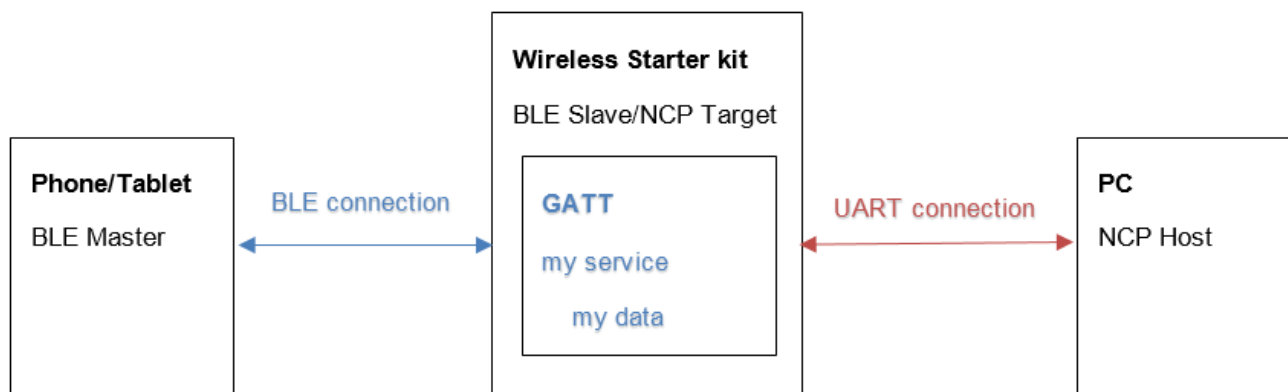 Phone/Tablet
BLE Master
BLE connection
Wireless Starter kit
BLE Slave/NCP Target
GATT
my service
my data
UART connection
PC
NCP Host